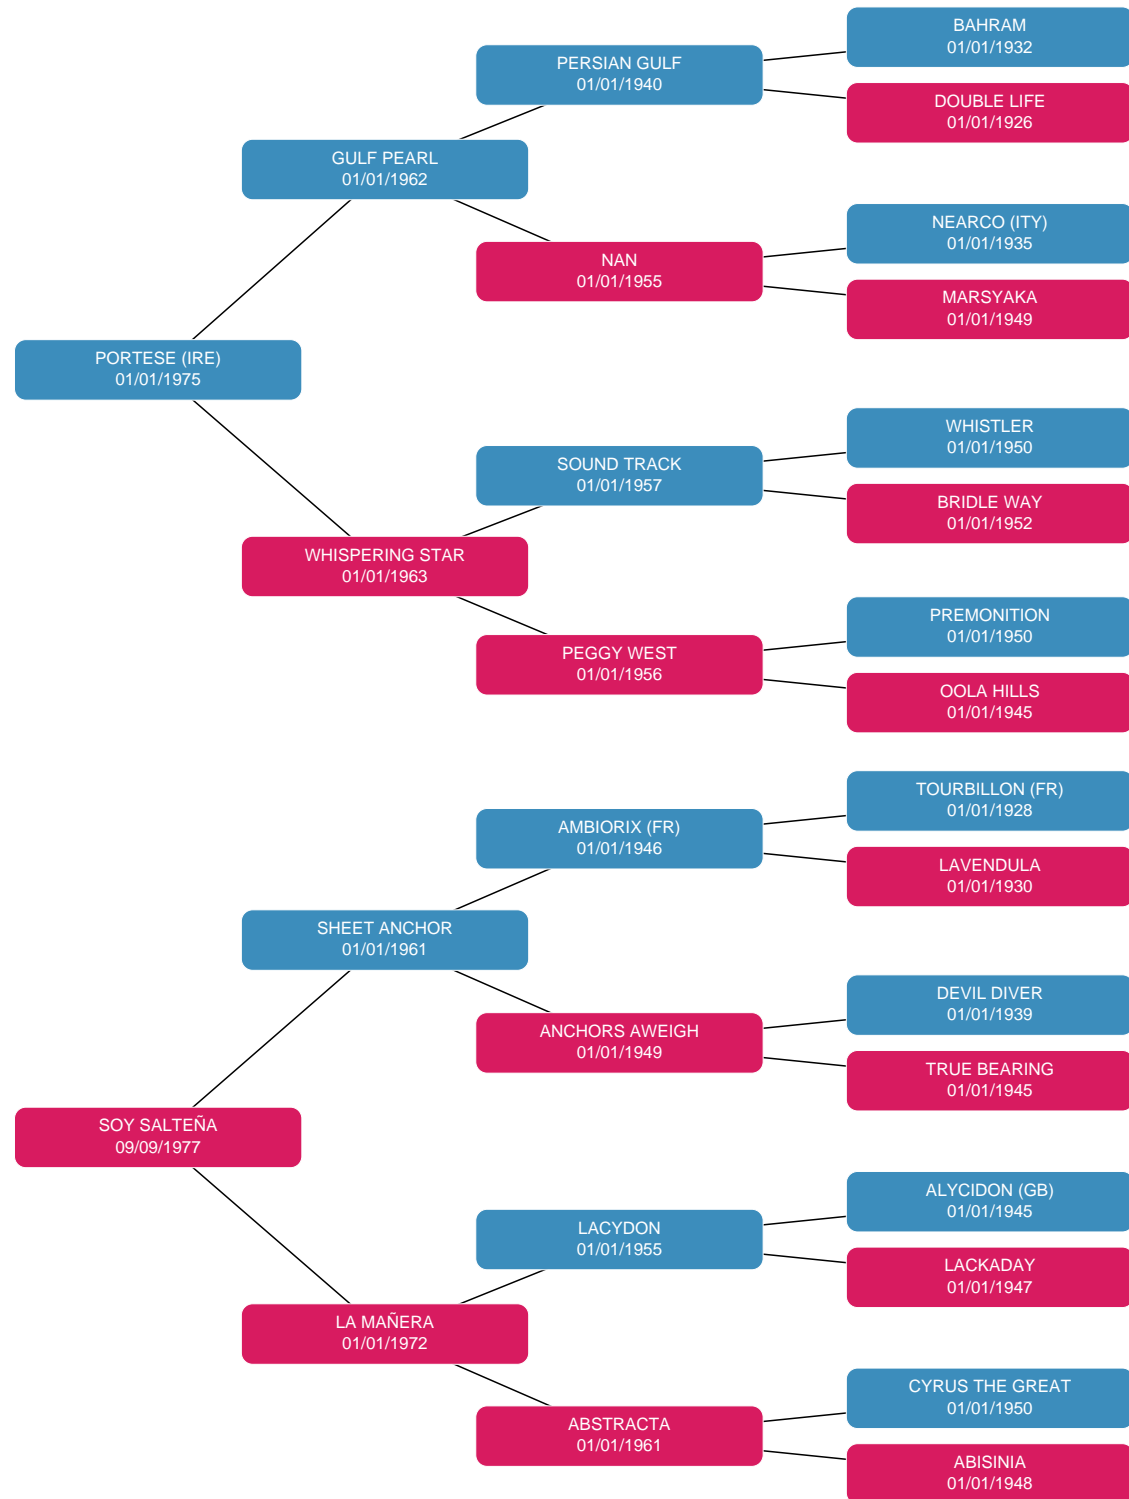 BAHRAM
01/01/1932
PERSIAN GULF
01/01/1940
DOUBLE LIFE
01/01/1926
GULF PEARL
01/01/1962
NEARCO (ITY)
01/01/1935
NAN
01/01/1955
MARSYAKA
01/01/1949
PORTESE (IRE)
01/01/1975
WHISTLER
01/01/1950
SOUND TRACK
01/01/1957
BRIDLE WAY
01/01/1952
WHISPERING STAR
01/01/1963
PREMONITION
01/01/1950
PEGGY WEST
01/01/1956
OOLA HILLS
01/01/1945
TOURBILLON (FR)
01/01/1928
AMBIORIX (FR)
01/01/1946
LAVENDULA
01/01/1930
SHEET ANCHOR
01/01/1961
DEVIL DIVER
01/01/1939
ANCHORS AWEIGH
01/01/1949
TRUE BEARING
01/01/1945
SOY SALTEÑA
09/09/1977
ALYCIDON (GB)
01/01/1945
LACYDON
01/01/1955
LACKADAY
01/01/1947
LA MAÑERA
01/01/1972
CYRUS THE GREAT
01/01/1950
ABSTRACTA
01/01/1961
ABISINIA
01/01/1948